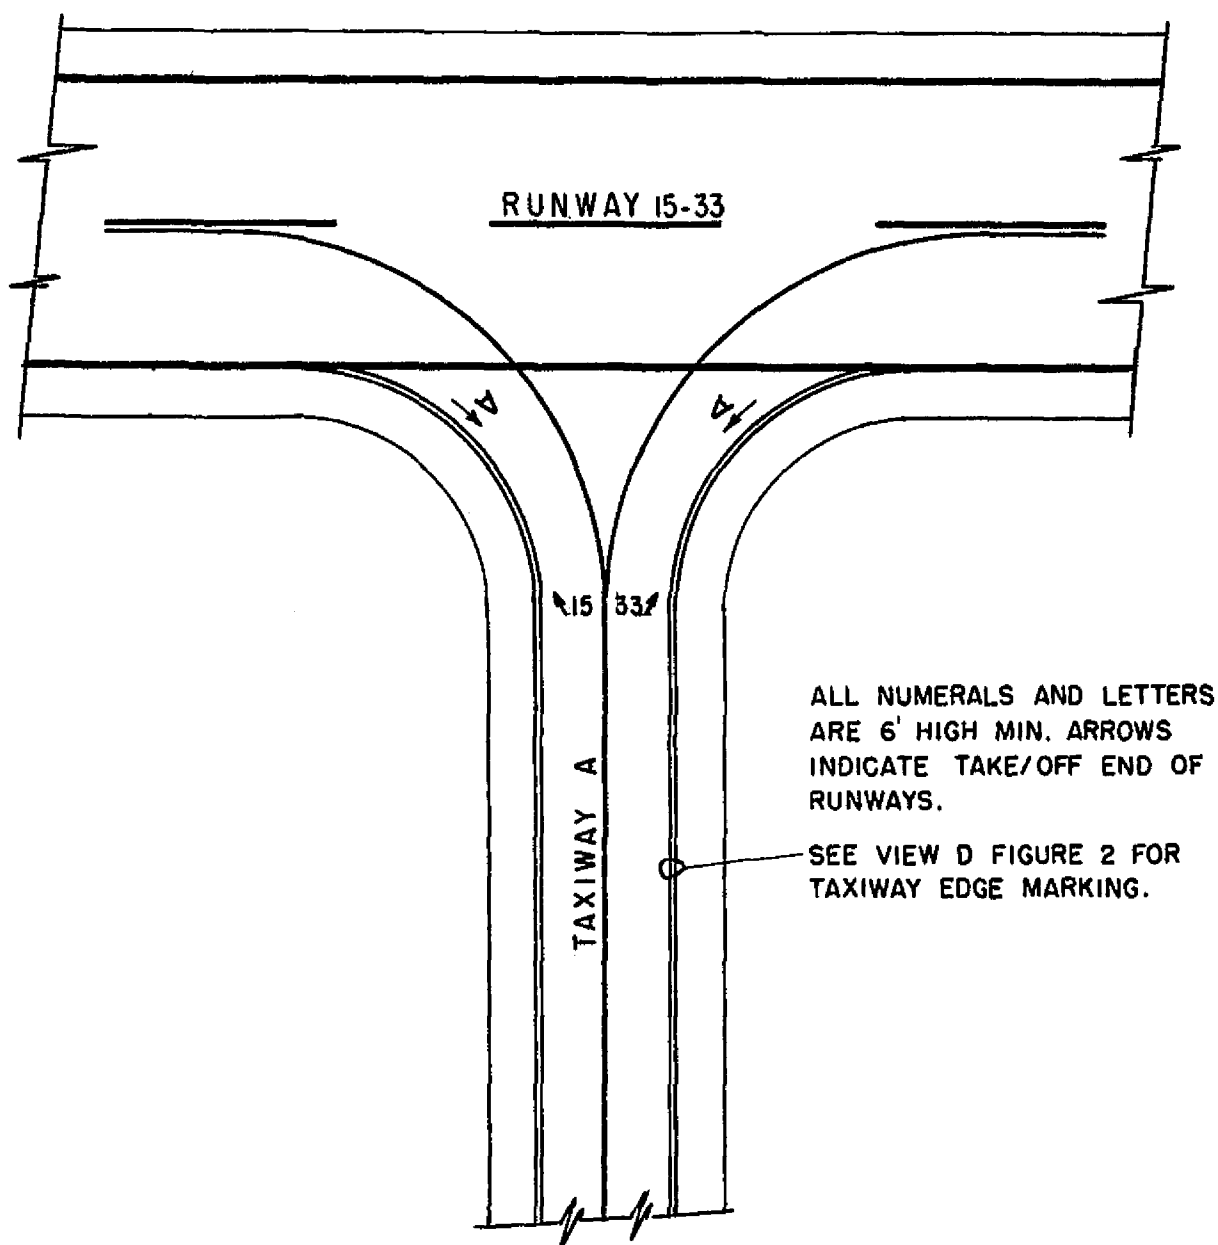 RUNWAY 15-33
A
A
15 33
TAXIWAY A
ALL NUMERALS AND LETTERS
ARE 6' HIGH MIN. ARROWS
INDICATE TAKE/OFF END OF
RUNWAYS.
SEE VIEW D FIGURE 2 FOR
TAXIWAY EDGE MARKING.